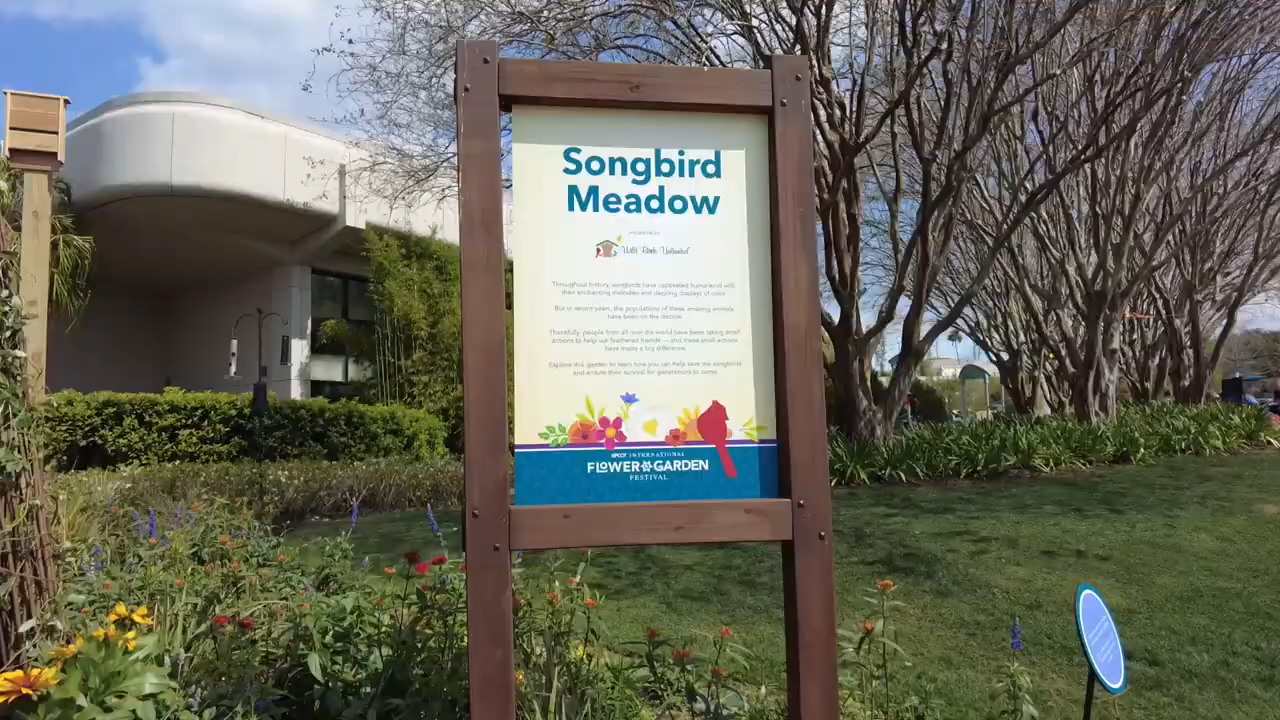 Songbird
Meadow
SPONSORED BY
Wild Birds Unlimited
Throughout history, songbirds have captivated humankind with
their enchanting melodies and dazzling displays of color.
But in recent years, the populations of these amazing animals
have been on the decline.
Thankfully, people from all over the world have been taking small
actions to help our feathered friends — and those small actions
have made a big difference.
Explore this garden to learn how you can help save the songbirds
and ensure their survival for generations to come.
EPCOT INTERNATIONAL
FLOWER GARDEN
FESTIVAL